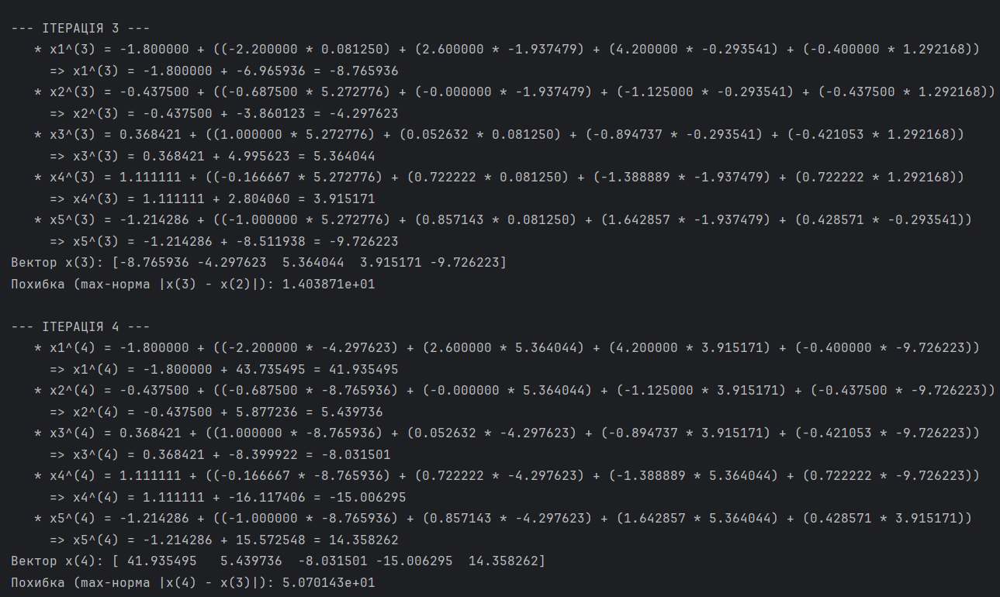 --- ІТЕРАЦІЯ 3 ---
* x1^(3) = -1.800000 + ((-2.200000 * 0.081250) + (2.600000 * -1.937479) + (4.200000 * -0.293541) + (-0.400000 * 1.292168))
=> x1^(3) = -1.800000 + -6.965936 = -8.765936
* x2^(3) = -0.437500 + ((-0.687500 * 5.272776) + (-0.000000 * -1.937479) + (-1.125000 * -0.293541) + (-0.437500 * 1.292168))
=> x2^(3) = -0.437500 + -3.860123 = -4.297623
* x3^(3) = 0.368421 + ((1.000000 * 5.272776) + (0.052632 * 0.081250) + (-0.894737 * -0.293541) + (-0.421053 * 1.292168))
=> x3^(3) = 0.368421 + 4.995623 = 5.364044
* x4^(3) = 1.111111 + ((-0.166667 * 5.272776) + (0.722222 * 0.081250) + (-1.388889 * -1.937479) + (0.722222 * 1.292168))
=> x4^(3) = 1.111111 + 2.804060 = 3.915171
* x5^(3) = -1.214286 + ((-1.000000 * 5.272776) + (0.857143 * 0.081250) + (1.642857 * -1.937479) + (0.428571 * -0.293541))
=> x5^(3) = -1.214286 + -8.511938 = -9.726223
Вектор x(3): [-8.765936 -4.297623  5.364044  3.915171 -9.726223]
Похибка (max-норма |x(3) - x(2)|): 1.403871e+01
--- ІТЕРАЦІЯ 4 ---
* x1^(4) = -1.800000 + ((-2.200000 * -4.297623) + (2.600000 * 5.364044) + (4.200000 * 3.915171) + (-0.400000 * -9.726223))
=> x1^(4) = -1.800000 + 43.735495 = 41.935495
* x2^(4) = -0.437500 + ((-0.687500 * -8.765936) + (-0.000000 * 5.364044) + (-1.125000 * 3.915171) + (-0.437500 * -9.726223))
=> x2^(4) = -0.437500 + 5.877236 = 5.439736
* x3^(4) = 0.368421 + ((1.000000 * -8.765936) + (0.052632 * -4.297623) + (-0.894737 * 3.915171) + (-0.421053 * -9.726223))
=> x3^(4) = 0.368421 + -8.399922 = -8.031501
* x4^(4) = 1.111111 + ((-0.166667 * -8.765936) + (0.722222 * -4.297623) + (-1.388889 * 5.364044) + (0.722222 * -9.726223))
=> x4^(4) = 1.111111 + -16.117406 = -15.006295
* x5^(4) = -1.214286 + ((-1.000000 * -8.765936) + (0.857143 * -4.297623) + (1.642857 * 5.364044) + (0.428571 * 3.915171))
=> x5^(4) = -1.214286 + 15.572548 = 14.358262
Вектор x(4): [ 41.935495   5.439736  -8.031501 -15.006295  14.358262]
Похибка (max-норма |x(4) - x(3)|): 5.070143e+01